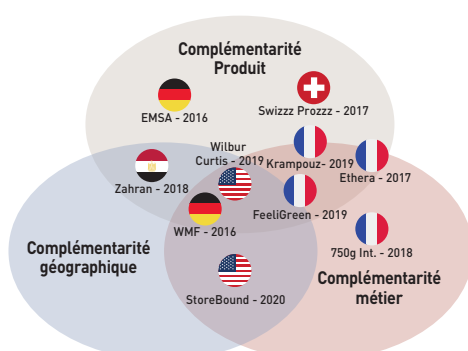 Complémentarité
Produit
EMSA - 2016
Swizzz Prozzz - 2017
Wilbur
Curtis - 2019
Krampouz- 2019
Ethera - 2017
Zahran - 2018
FeeliGreen - 2019
WMF - 2016
Complémentarité
géographique
750g Int. - 2018
Complémentarité
métier
StoreBound - 2020